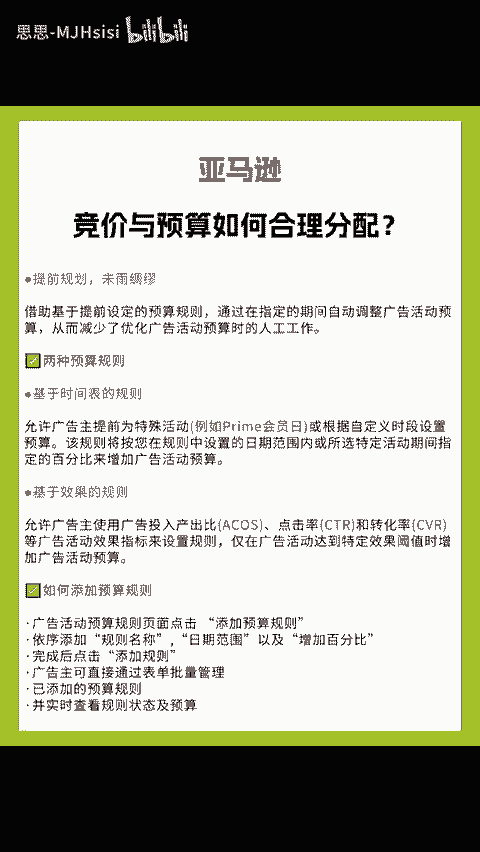 思思-MJHsisi bilibili
亚马逊
竞价与预算如何合理分配？
●提前规划，未雨绸缪
借助基于提前设定的预算规则，通过在指定的期间自动调整广告活动预
算，从而减少了优化广告活动预算时的人工工作。
✅两种预算规则
●基于时间表的规则
允许广告主提前为特殊活动(例如Prime会员日)或根据自定义时段设置
预算。该规则将按您在规则中设置的日期范围内或所选特定活动期间指
定的百分比来增加广告活动预算。
●基于效果的规则
允许广告主使用广告投入产出比(ACOS)、点击率(CTR)和转化率(CVR)
等广告活动效果指标来设置规则，仅在广告活动达到特定效果阈值时增
加广告活动预算。
✅如何添加预算规则
·广告活动预算规则页面点击 “添加预算规则”
·依序添加“规则名称”,“日期范围”以及“增加百分比”
·完成后点击“添加规则”
·广告主可直接通过表单批量管理
·已添加的预算规则
·并实时查看规则状态及预算